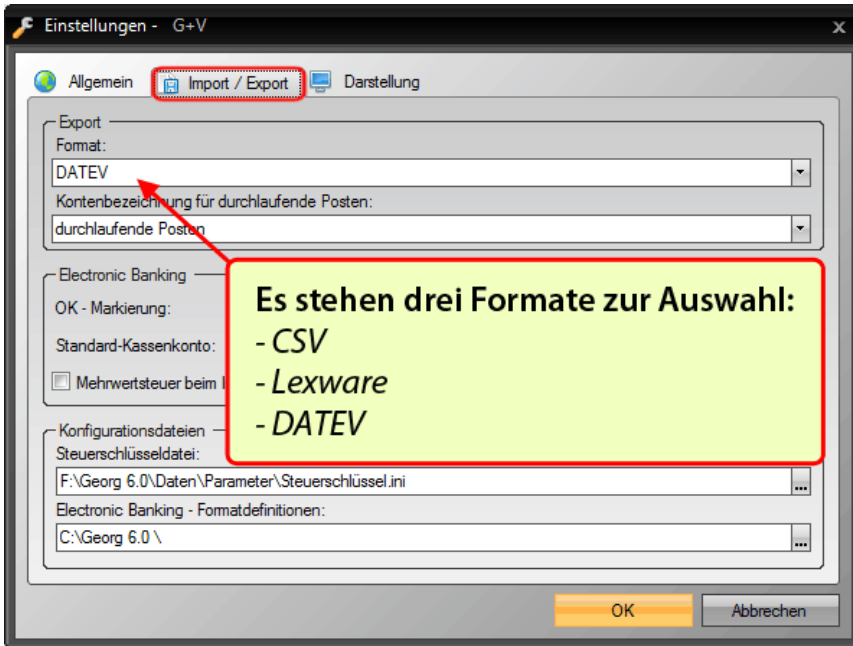 Einstellungen - G+V
x
Allgemein Import / Export Darstellung
Export
Format:
DATEV
Kontenbezeichnung für durchlaufende Posten:
durchlaufende Posten
Electronic Banking
OK - Markierung:
Standard-Kassenkonto:
Mehrwertsteuer beim
Es stehen drei Formate zur Auswahl:
- CSV
- Lexware
- DATEV
Konfigurationsdateien
Steuerschlüsseldatei:
F:\Georg 6.0\Daten\Parameter\Steuerschlüssel.ini
...
Electronic Banking - Formatdefinitionen:
C:\Georg 6.0 \
...
OK Abbrechen